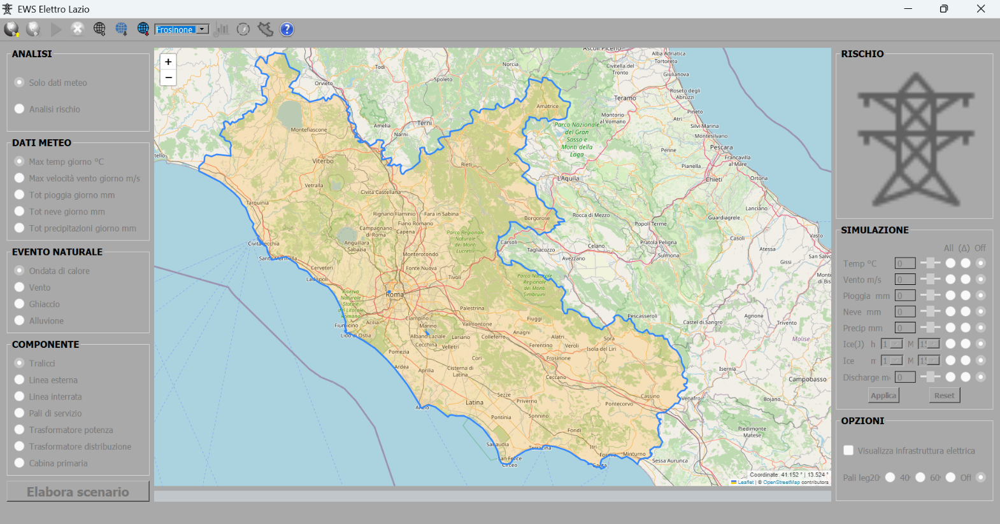 EWS Elettro Lazio
Frosinone
ANALISI
Solo dati meteo
Analisi rischio
DATI METEO
Max temp giorno °C
Max velocità vento giorno m/s
Tot pioggia giorno mm
Tot neve giorno mm
Tot precipitazioni giorno mm
EVENTO NATURALE
Ondata di calore
Vento
Ghiaccio
Alluvione
COMPONENTE
Tralicci
Linea esterna
Linea interrata
Pali di servizio
Trasformatore potenza
Trasformatore distribuzione
Cabina primaria
Elabora scenario
+
−
Ascoli Piceno
Alba Adriatica
Tortoreto
Todi
Norcia
Civitella del
Tronto
Giulianova
Orvieto
Spoleto
Roseto degli
Abruzzi
Teramo
Amatrice
Pineto
Montorio
al Vomano
Atri
Amelia
Terni
Narni
Montefiascone
Parco Nazionale
del Gran
Sasso e
Monti della
Laga
Silvi Marina
Montesilvano
Pescara
Penne
Francavilla
al Mare
tello
Viterbo
Rieti
Pianella
Chieti
Ortona
L'Aquila
Vetralla
Civita Castellana
Tarquinia
Lanciano
Rignano Flaminio
Fara in Sabina
Borgorose
Rocca di Mezzo
Guardiagrele
Fiano Romano
Campagnano
di Roma
Capena
Popoli Terme
Parco Regionale
Naturale
dei Monti
Lucretili
Vasto
Civitavecchia
Anguillara
Sabazia
Carsoli
Tagliacozzo
Celano
Pratola Peligna
Casoli
Atessa
Sulmona
Monterotondo
Avezzano
San Salvo
Gissi
Santa Marinella
Cerveteri
Fonte Nuova
Tivoli
Ladispoli
Parco Naturale
Regionale
dei Monti
Simbruini
Monte
di Bis
Roma
Riserva
Naturale
Statale
del Litorale
Romano
Palestrina
Fiuggi
Pescasseroli
Agnone
Ciampino
Castel di Sangro
Trivento
Fiumicino
Acilia
Marino
Valmontone
Anagni
Lido di Ostia
Albano Laziale
Lariano
Colleferro
Alatri
Sora
Molise
Cecchina
Velletri
Ferentino
Veroli
Isola del Liri
Pomezia
Cori
Frosinone
Ardea
Aprilia
Cisterna di
Latina
Isernia
Ceccano
Campobasso
Sezze
Cassino
Latina
Priverno
Pontecorvo
Venafro
Bojano
Anzio
Pontinia
Sonnino
Fondi
Piedimonte
Matese
Sabaudia
Terracina
Itri
Formia
Minturno
San Felice
Circeo
Gaeta
Sessa Aurunca
Coordinate: 41.152 ° | 13.524 °
Leaflet | © OpenStreetMap contributors
RISCHIO
SIMULAZIONE
All (Δ) Off
Temp °C 0
Vento m/s 0
Pioggia mm 0
Neve mm 0
Precip mm 0
Ice(J) h 1 M 15
Ice m 1 M 15
Discharge m 0
Applica Reset
OPZIONI
Visualizza infrastruttura elettrica
Pali leg20 40 60 Off